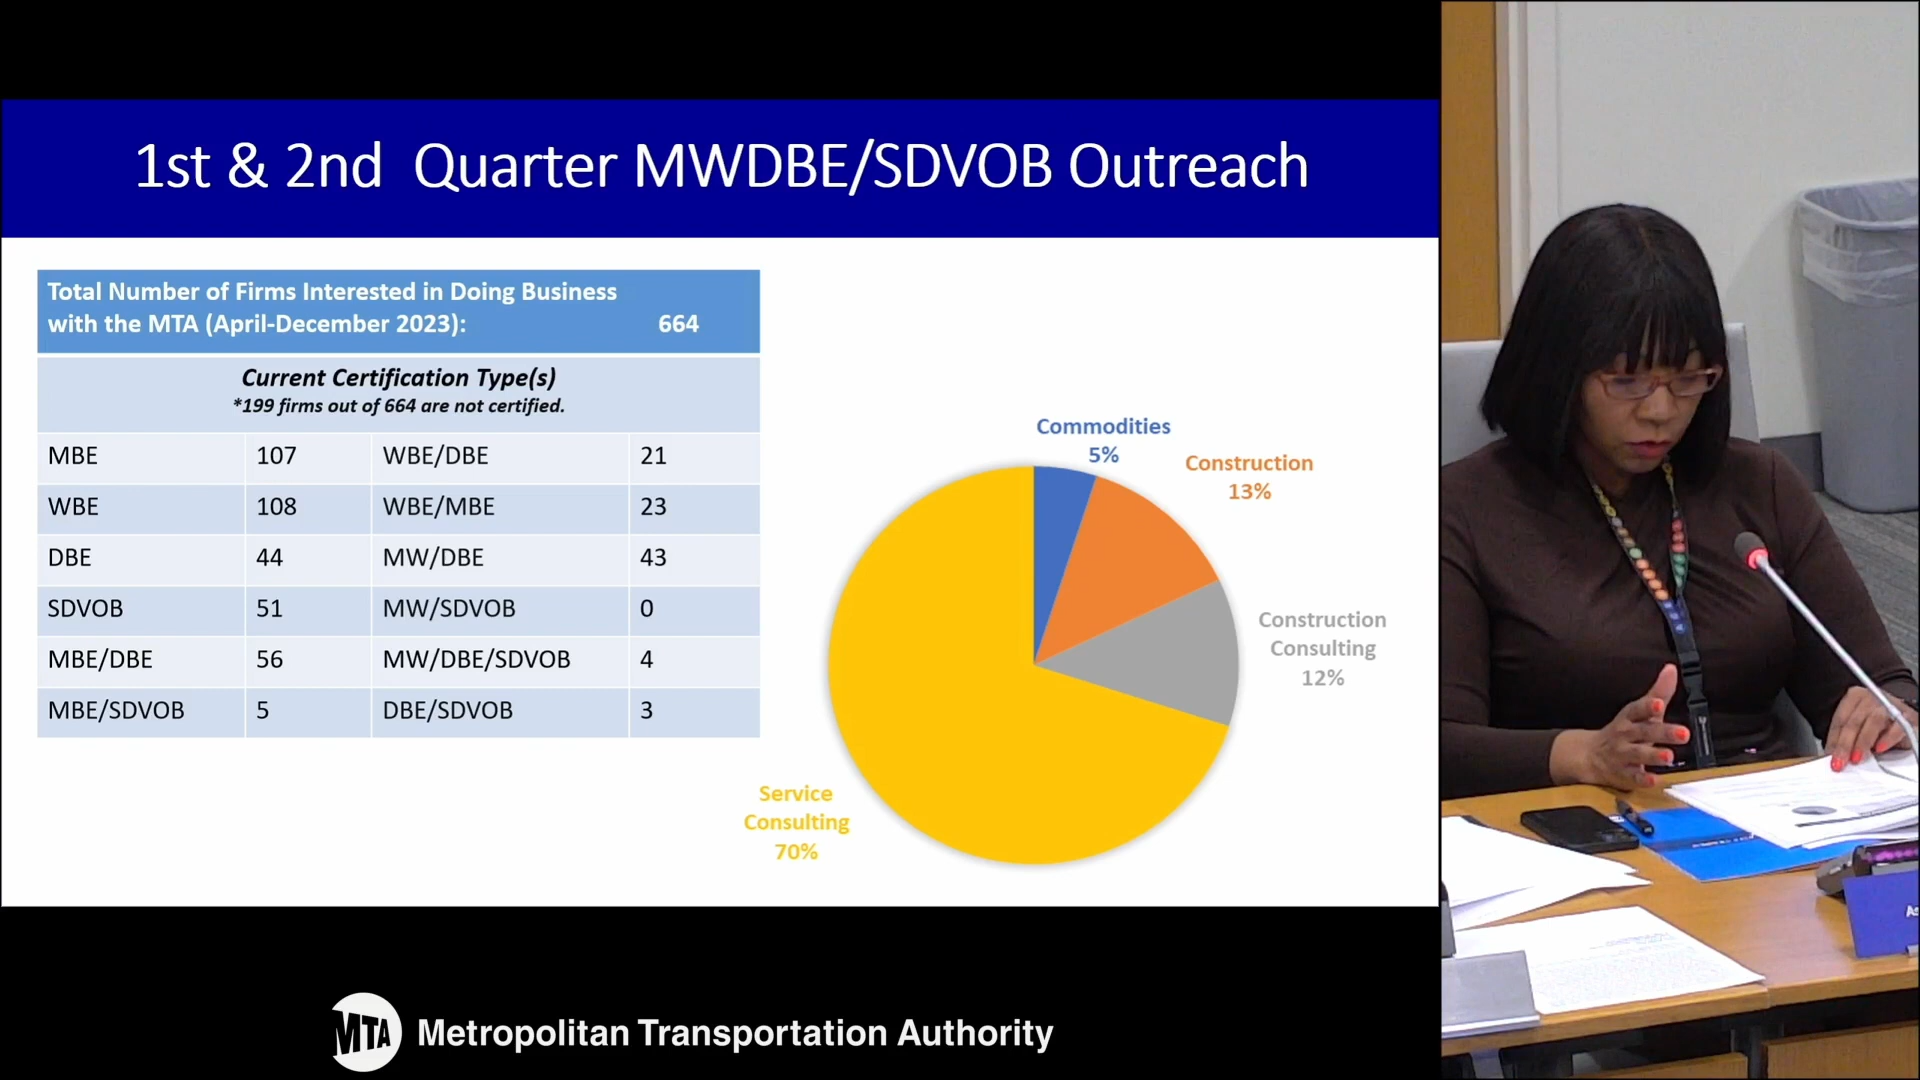 1st & 2nd Quarter MWDBE/SDVOB Outreach
Total Number of Firms Interested in Doing Business
with the MTA (April-December 2023): 664
Current Certification Type(s)
*199 firms out of 664 are not certified.
MBE 107 WBE/DBE 21
WBE 108 WBE/MBE 23
DBE 44 MW/DBE 43
SDVOB 51 MW/SDVOB 0
MBE/DBE 56 MW/DBE/SDVOB 4
MBE/SDVOB 5 DBE/SDVOB 3
Commodities
5%
Construction
13%
Construction
Consulting
12%
Service
Consulting
70%
MTA Metropolitan Transportation Authority